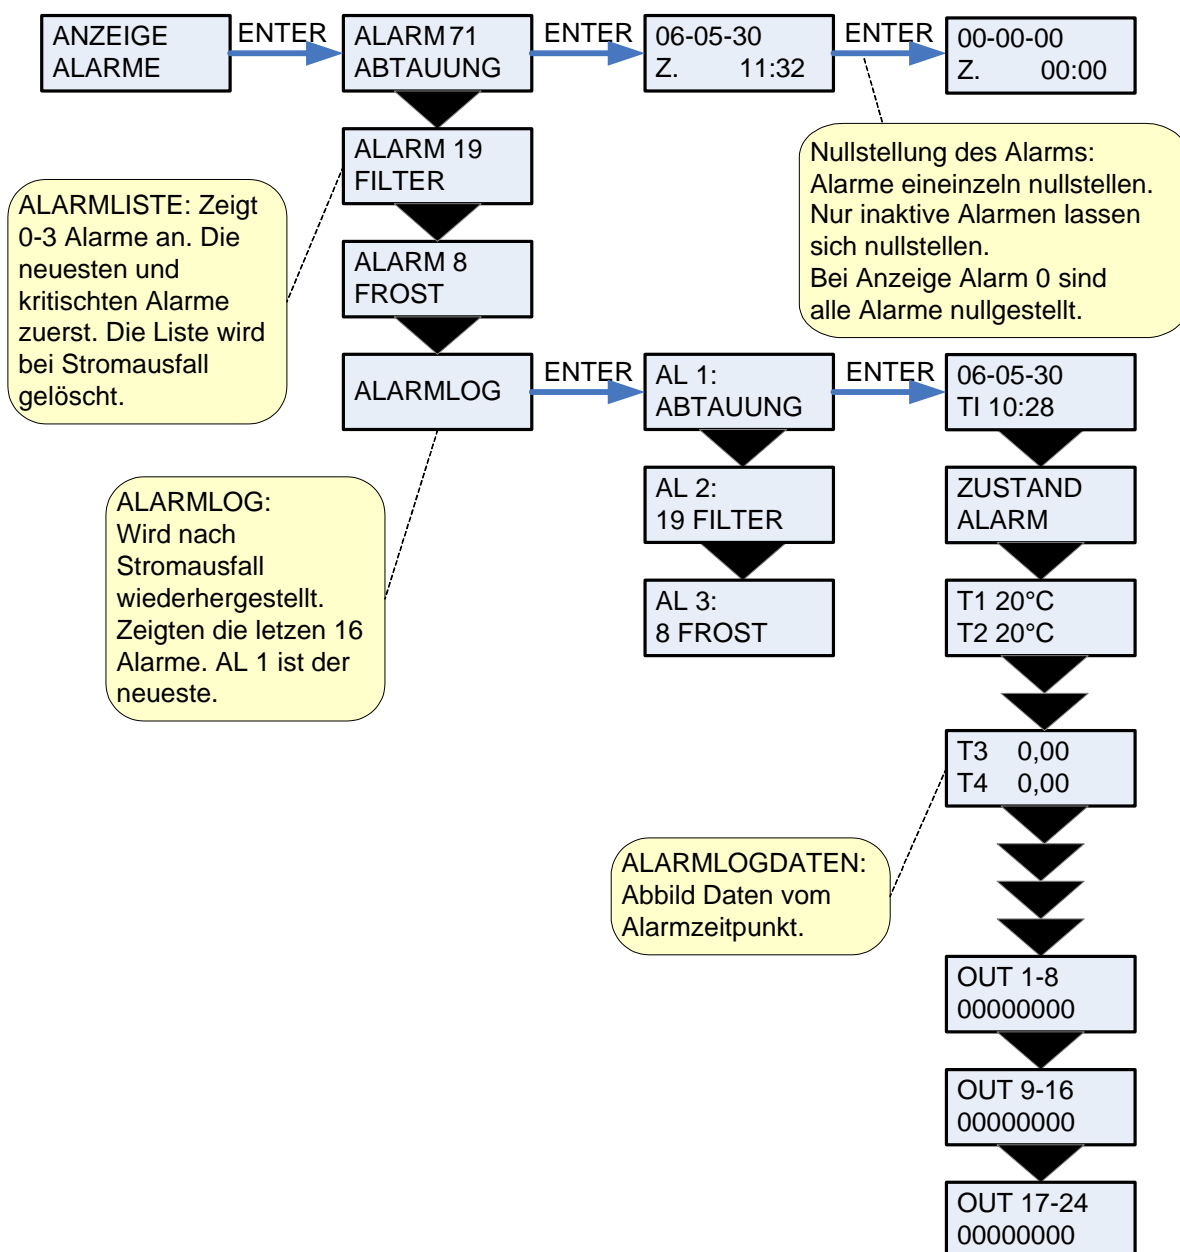 ANZEIGE
ALARME
ENTER
ALARM 71
ABTAUUNG
ENTER
06-05-30
Z. 11:32
ENTER
00-00-00
Z. 00:00
Nullstellung des Alarms:
Alarme eineinzeln nullstellen.
Nur inaktive Alarmen lassen
sich nullstellen.
Bei Anzeige Alarm 0 sind
alle Alarme nullgestellt.
ALARM 19
FILTER
ALARMLISTE: Zeigt
0-3 Alarme an. Die
neuesten und
kritischten Alarme
zuerst. Die Liste wird
bei Stromausfall
gelöscht.
ALARM 8
FROST
ALARMLOG
ENTER
AL 1:
ABTAUUNG
ENTER
06-05-30
TI 10:28
ALARMLOG:
Wird nach
Stromausfall
wiederhergestellt.
Zeigten die letzen 16
Alarme. AL 1 ist der
neueste.
AL 2:
19 FILTER
ZUSTAND
ALARM
AL 3:
8 FROST
T1 20°C
T2 20°C
T3 0,00
T4 0,00
ALARMLOGDATEN:
Abbild Daten vom
Alarmzeitpunkt.
OUT 1-8
00000000
OUT 9-16
00000000
OUT 17-24
00000000